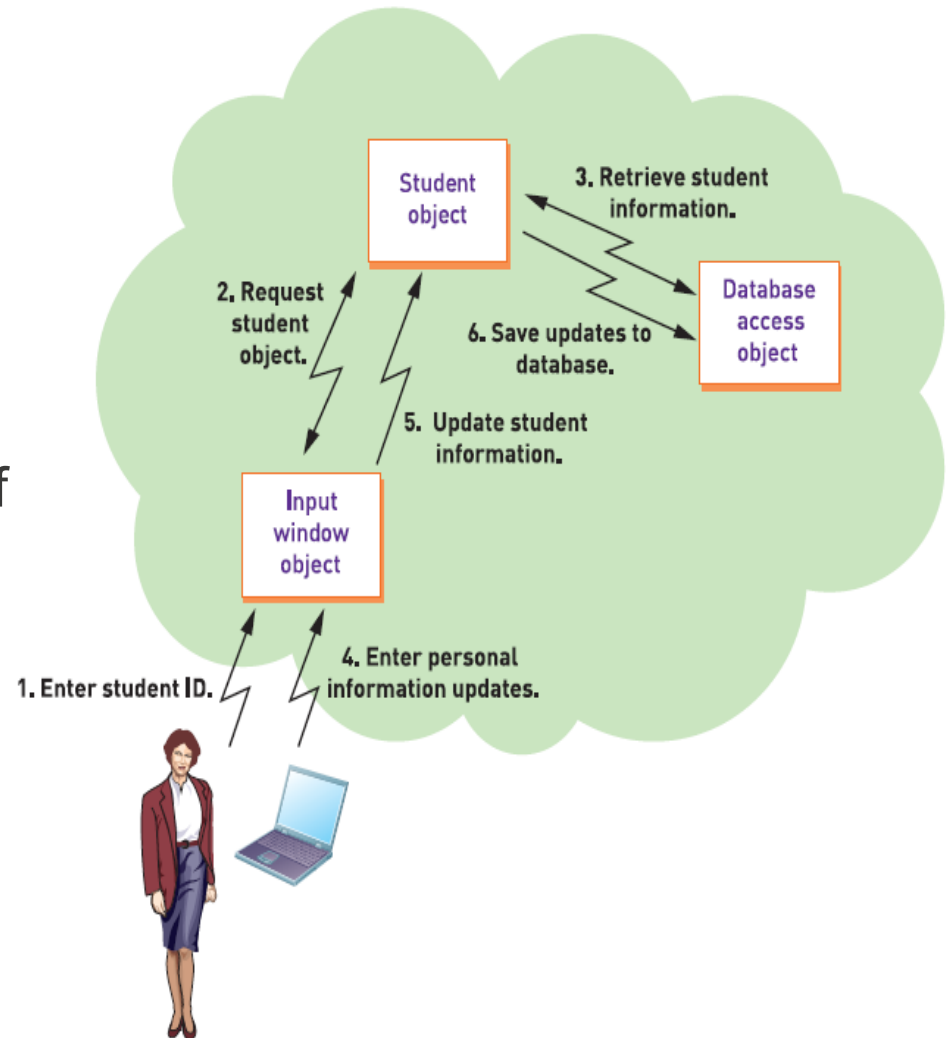 Student
object
3. Retrieve student
information.
2. Request
student
object.
Database
access
object
6. Save updates to
database.
5. Update student
information.
f
Input
window
object
1. Enter student ID.
4. Enter personal
information updates.